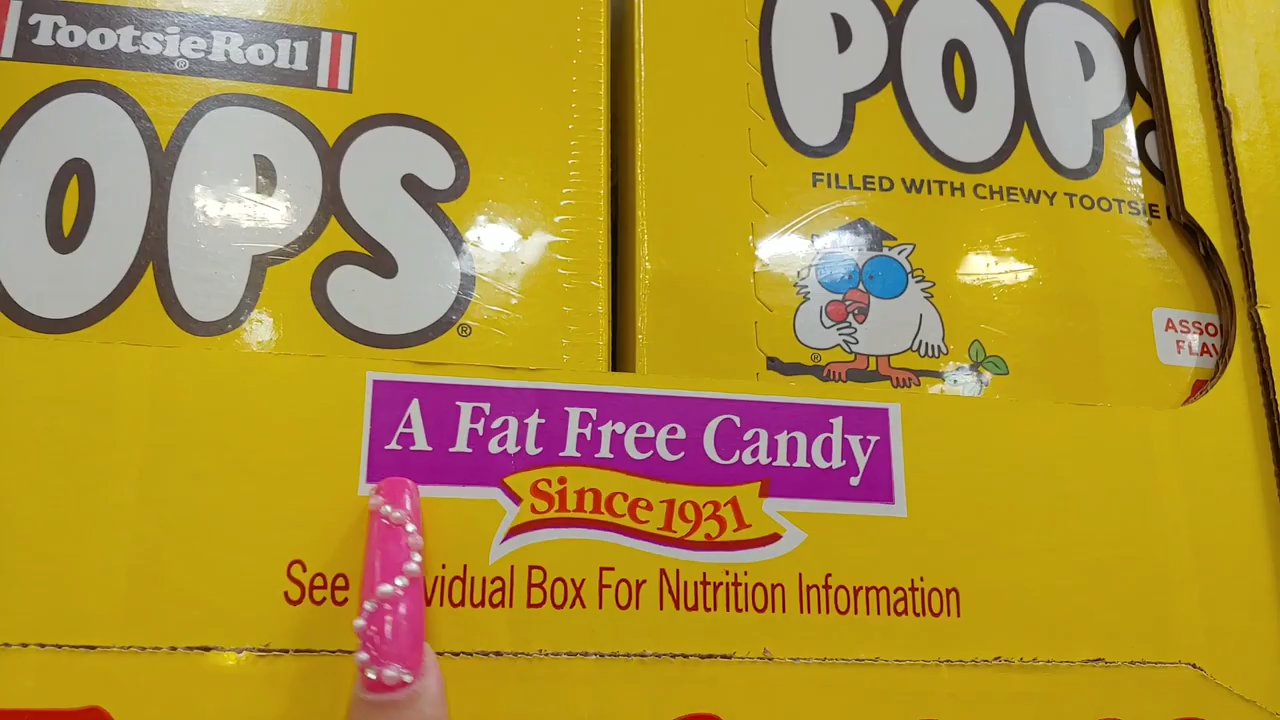 TootsieRoll
®
OPS
®
POPS
FILLED WITH CHEWY TOOTSIE
®
ASSO
FLAV
A Fat Free Candy
Since 1931
See vidual Box For Nutrition Information